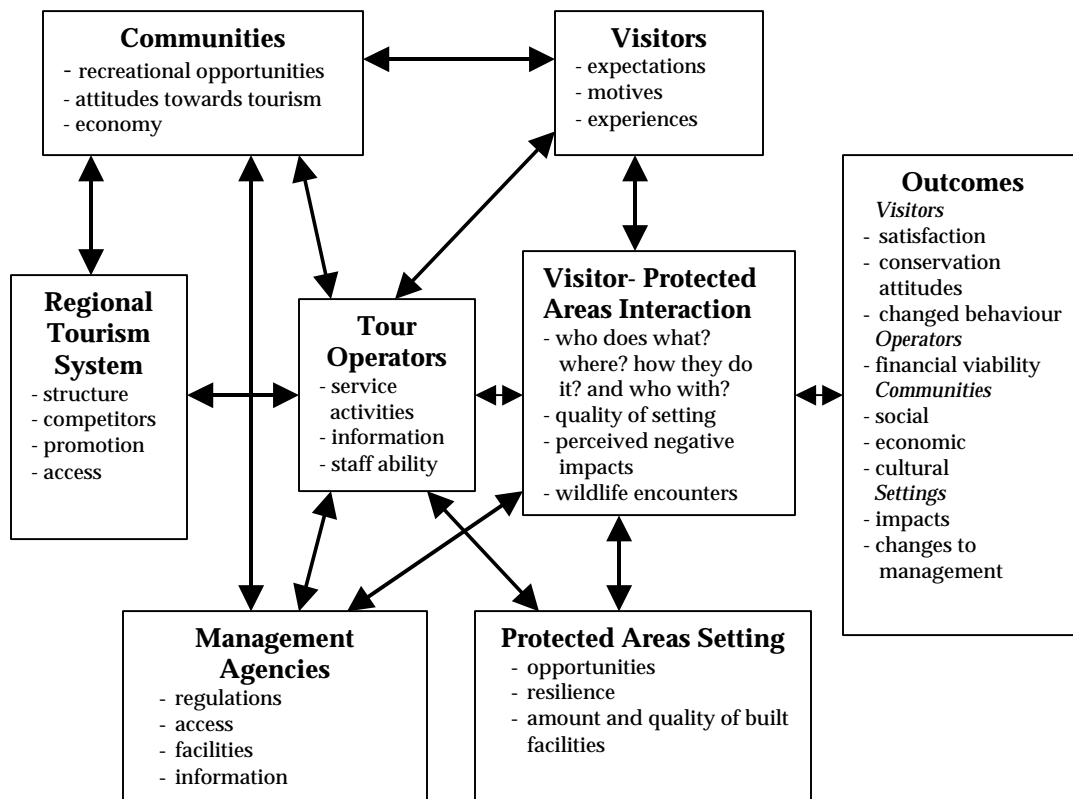 Communities
- recreational opportunities
- attitudes towards tourism
- economy
Visitors
- expectations
- motives
- experiences
Regional
Tourism
System
- structure
- competitors
- promotion
- access
Tour
Operators
- service
activities
- information
- staff ability
Visitor- Protected
Areas Interaction
- who does what?
where? how they do
it? and who with?
- quality of setting
- perceived negative
impacts
- wildlife encounters
Outcomes
Visitors
- satisfaction
- conservation
attitudes
- changed behaviour
Operators
- financial viability
Communities
- social
- economic
- cultural
Settings
- impacts
- changes to
management
Management
Agencies
- regulations
- access
- facilities
- information
Protected Areas Setting
- opportunities
- resilience
- amount and quality of built
facilities